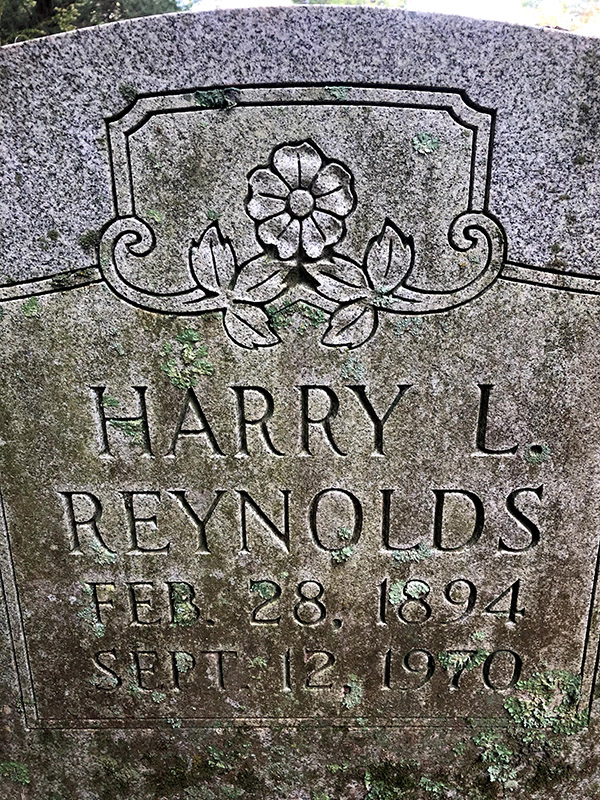 HARRY L.
REYNOLDS
FEB. 28, 1894
SEPT. 12, 1970